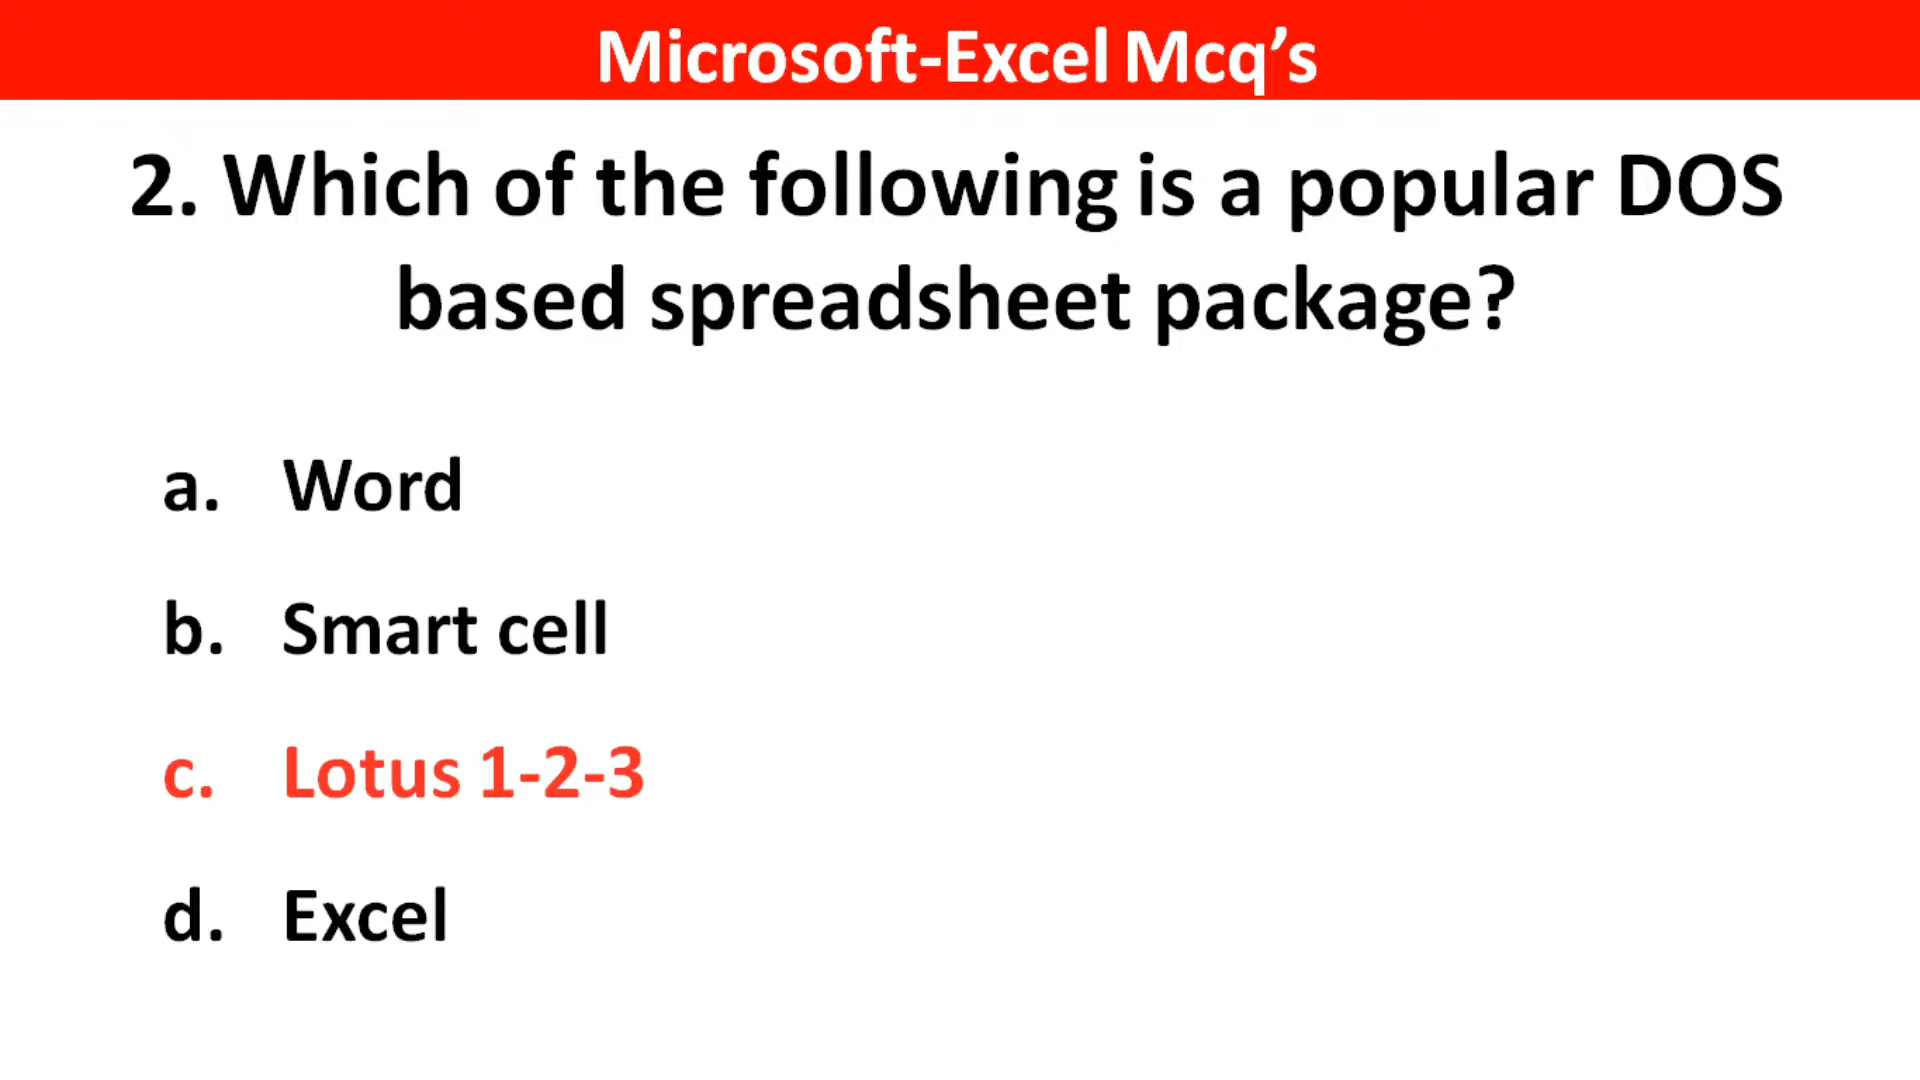 Microsoft-Excel Mcq’s
2. Which of the following is a popular DOS
based spreadsheet package?
a. Word
b. Smart cell
c. Lotus 1-2-3
d. Excel